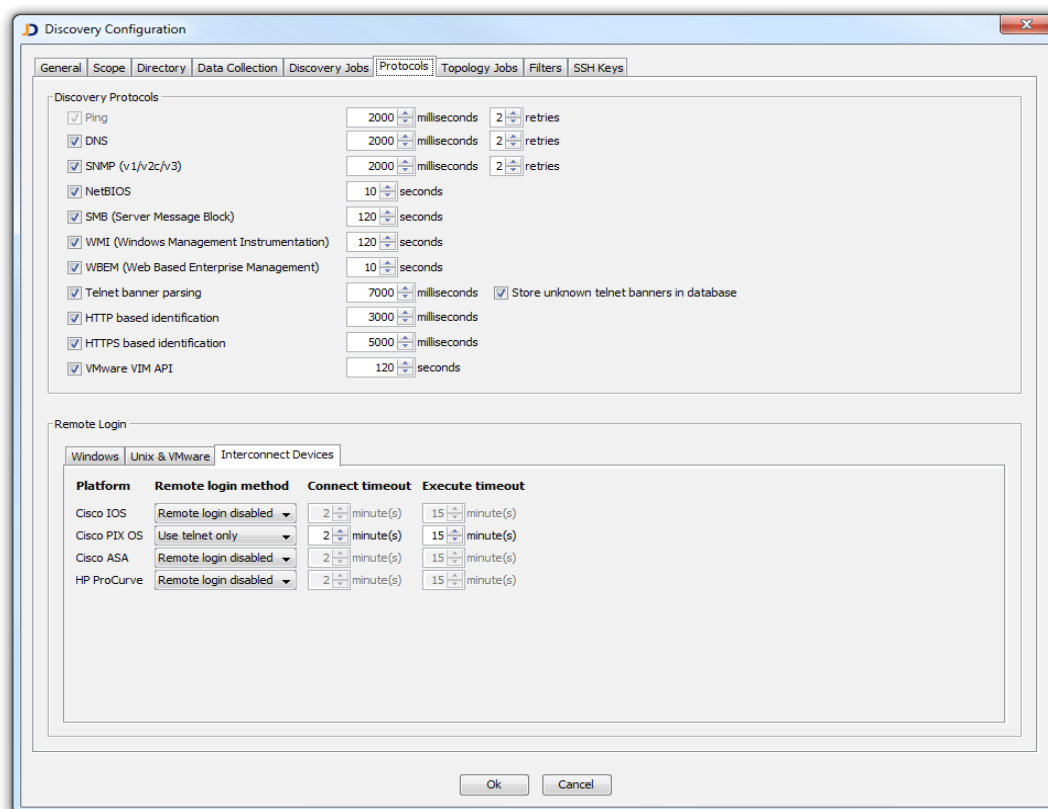 JD Discovery Configuration
General Scope Directory Data Collection Discovery Jobs Protocols Topology Jobs Filters SSH Keys
Discovery Protocols
Ping 2000 milliseconds 2 retries
DNS 2000 milliseconds 2 retries
SNMP (v1/v2c/v3) 2000 milliseconds 2 retries
NetBIOS 10 seconds
SMB (Server Message Block) 120 seconds
WMI (Windows Management Instrumentation) 120 seconds
WBEM (Web Based Enterprise Management) 10 seconds
Telnet banner parsing 7000 milliseconds Store unknown telnet banners in database
HTTP based identification 3000 milliseconds
HTTPS based identification 5000 milliseconds
VMware VIM API 120 seconds
Remote Login
Windows Unix & VMware Interconnect Devices
Platform Remote login method Connect timeout Execute timeout
Cisco IOS Remote login disabled 2 minute(s) 15 minute(s)
Cisco PIX OS Use telnet only 2 minute(s) 15 minute(s)
Cisco ASA Remote login disabled 2 minute(s) 15 minute(s)
HP ProCurve Remote login disabled 2 minute(s) 15 minute(s)
Ok Cancel